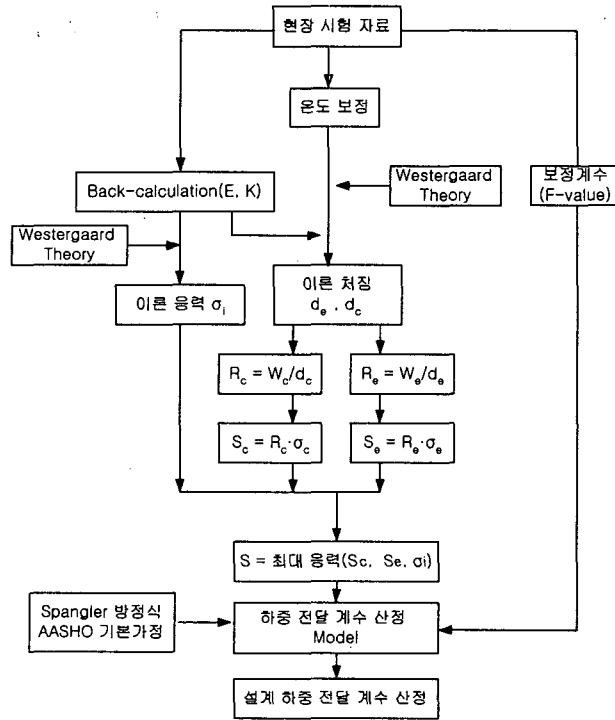 현장 시험 자료
온도 보정
Back-calculation(E, K)
Westergaard
Theory
보정계수
(F-value)
Westergaard
Theory
이론 응력 σi
이론 처짐
de , dc
Rc = Wc/dc
Re = We/de
Sc = Rc·σc
Se = Re·σe
S = 최대 응력(Sc, Se, σi)
Spangler 방정식
AASHO 기본가정
하중 전달 계수 산정
Model
설계 하중 전달 계수 산정